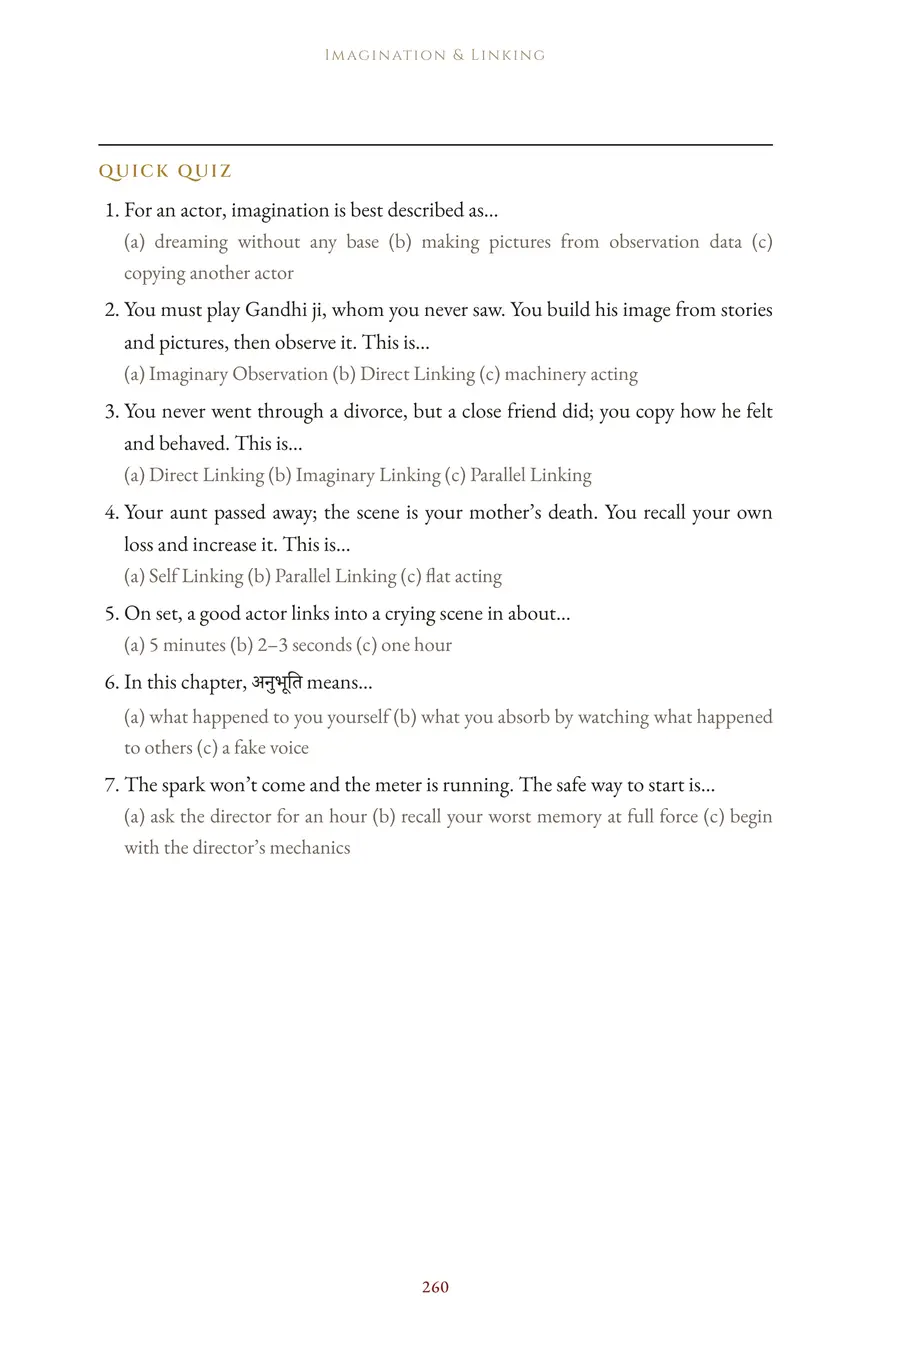 Imagination & Linking
QUICK QUIZ
1. For an actor, imagination is best described as…
(a) dreaming without any base (b) making pictures from observation data (c)
copying another actor
2. You must play Gandhi ji, whom you never saw. You build his image from stories
and pictures, then observe it. This is…
(a) Imaginary Observation (b) Direct Linking (c) machinery acting
3. You never went through a divorce, but a close friend did; you copy how he felt
and behaved. This is…
(a) Direct Linking (b) Imaginary Linking (c) Parallel Linking
4. Your aunt passed away; the scene is your mother’s death. You recall your own
loss and increase it. This is…
(a) Self Linking (b) Parallel Linking (c) flat acting
5. On set, a good actor links into a crying scene in about…
(a) 5 minutes (b) 2–3 seconds (c) one hour
6. In this chapter, अनुभूति means…
(a) what happened to you yourself (b) what you absorb by watching what happened
to others (c) a fake voice
7. The spark won’t come and the meter is running. The safe way to start is…
(a) ask the director for an hour (b) recall your worst memory at full force (c) begin
with the director’s mechanics
260